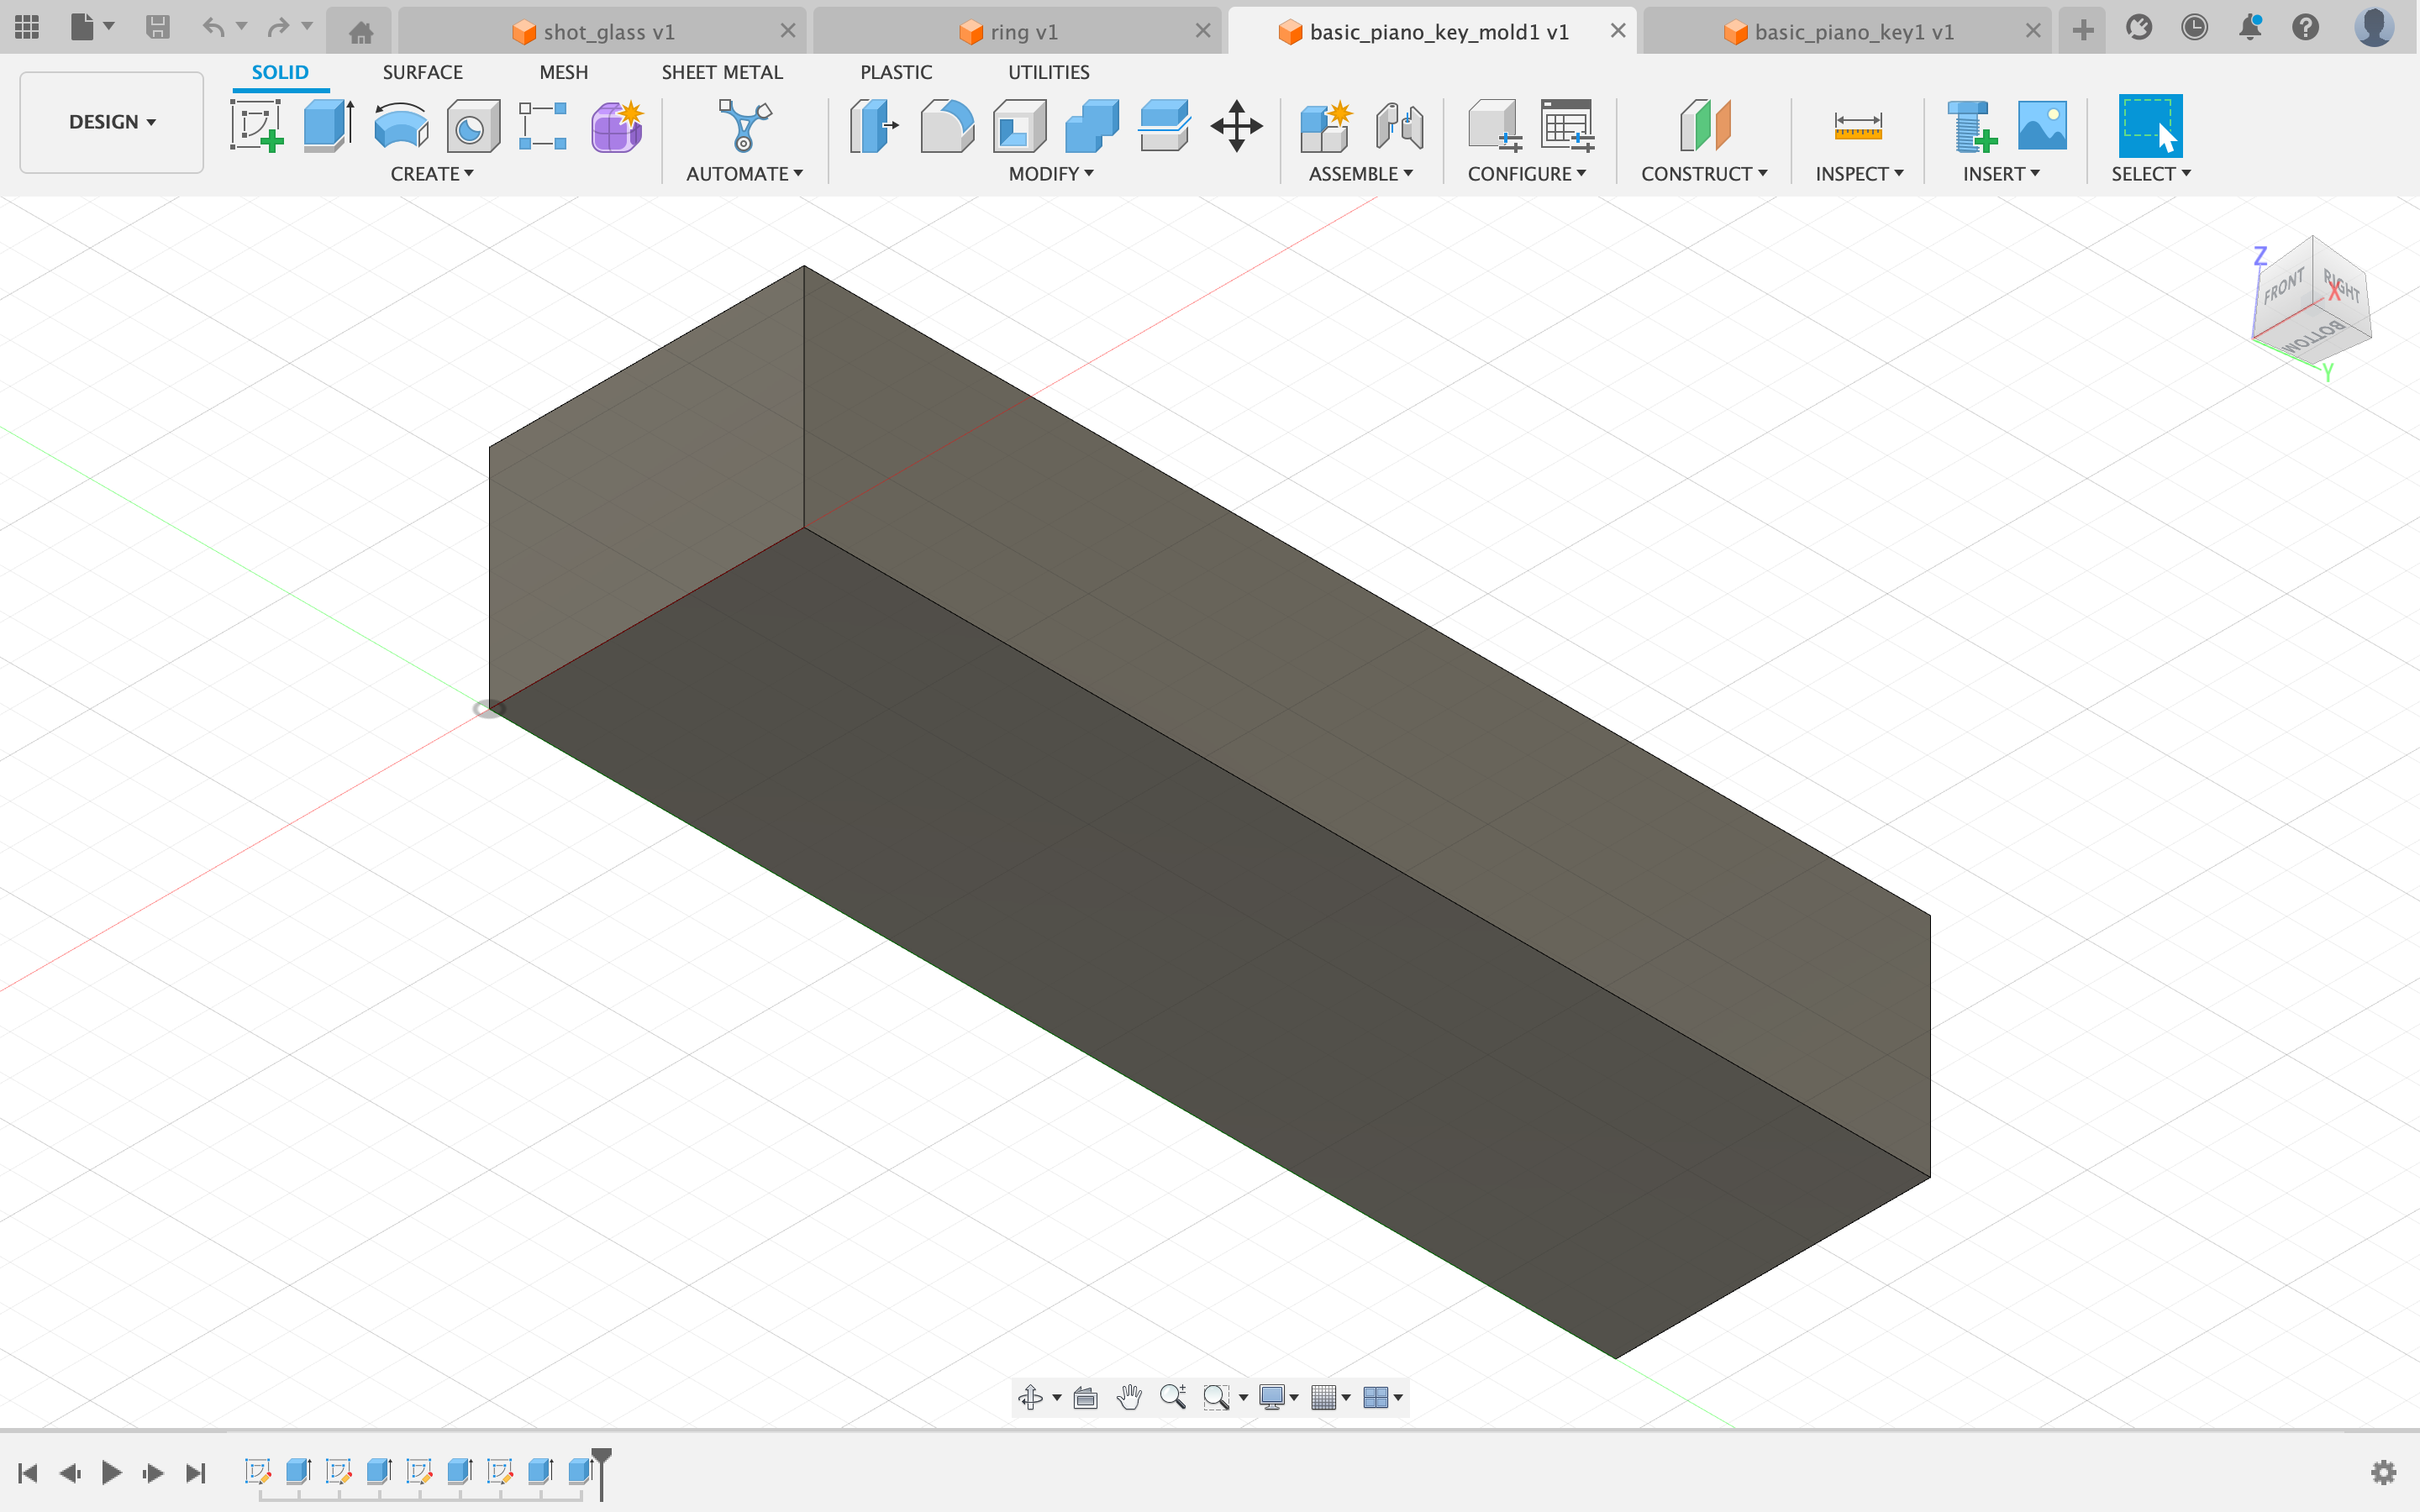 shot_glass v1
ring v1
basic_piano_key_mold1 v1
basic_piano_key1 v1
DESIGN
SOLID
SURFACE
MESH
SHEET METAL
PLASTIC
UTILITIES
CREATE
AUTOMATE
MODIFY
ASSEMBLE
CONFIGURE
CONSTRUCT
INSPECT
INSERT
SELECT
Z
FRONT
RIGHT
X
BOTTOM
Y